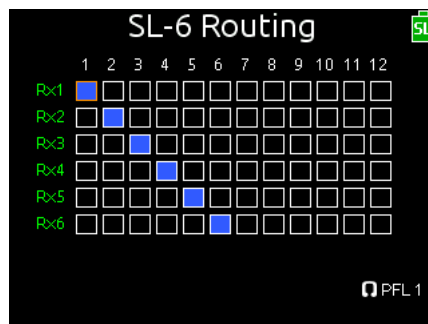 SL-6 Routing
SL
1 2 3 4 5 6 7 8 9 10 11 12
Rx1
Rx2
Rx3
Rx4
Rx5
Rx6
PFL 1